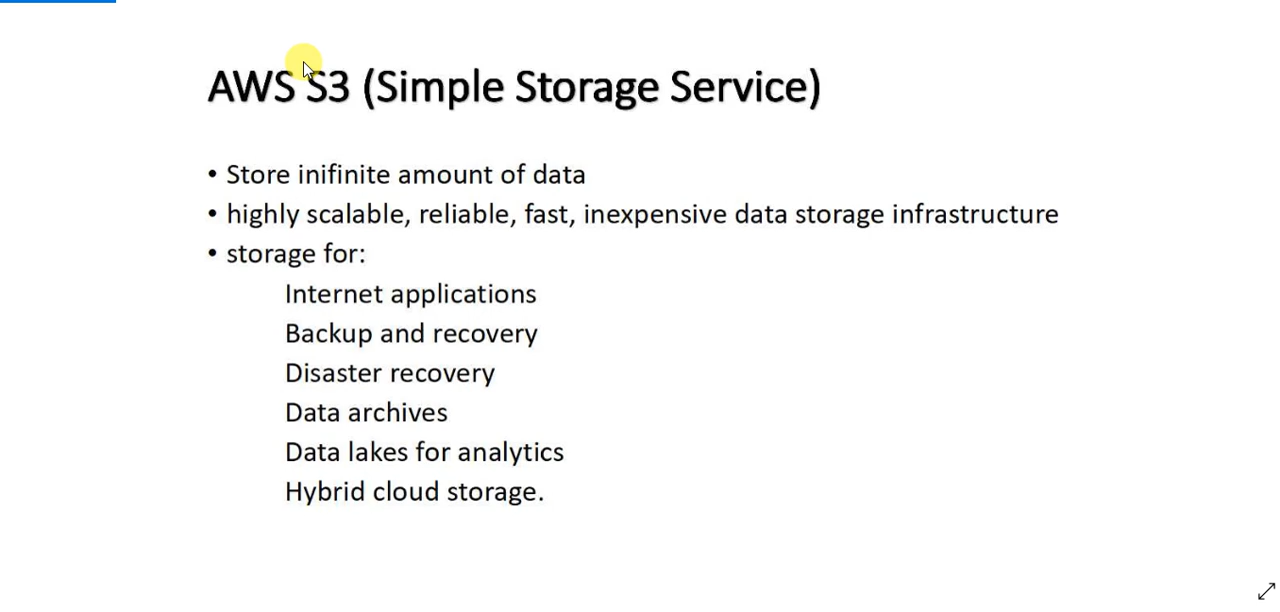 AWS S3 (Simple Storage Service)
• Store inifinite amount of data
• highly scalable, reliable, fast, inexpensive data storage infrastructure
• storage for:
Internet applications
Backup and recovery
Disaster recovery
Data archives
Data lakes for analytics
Hybrid cloud storage.